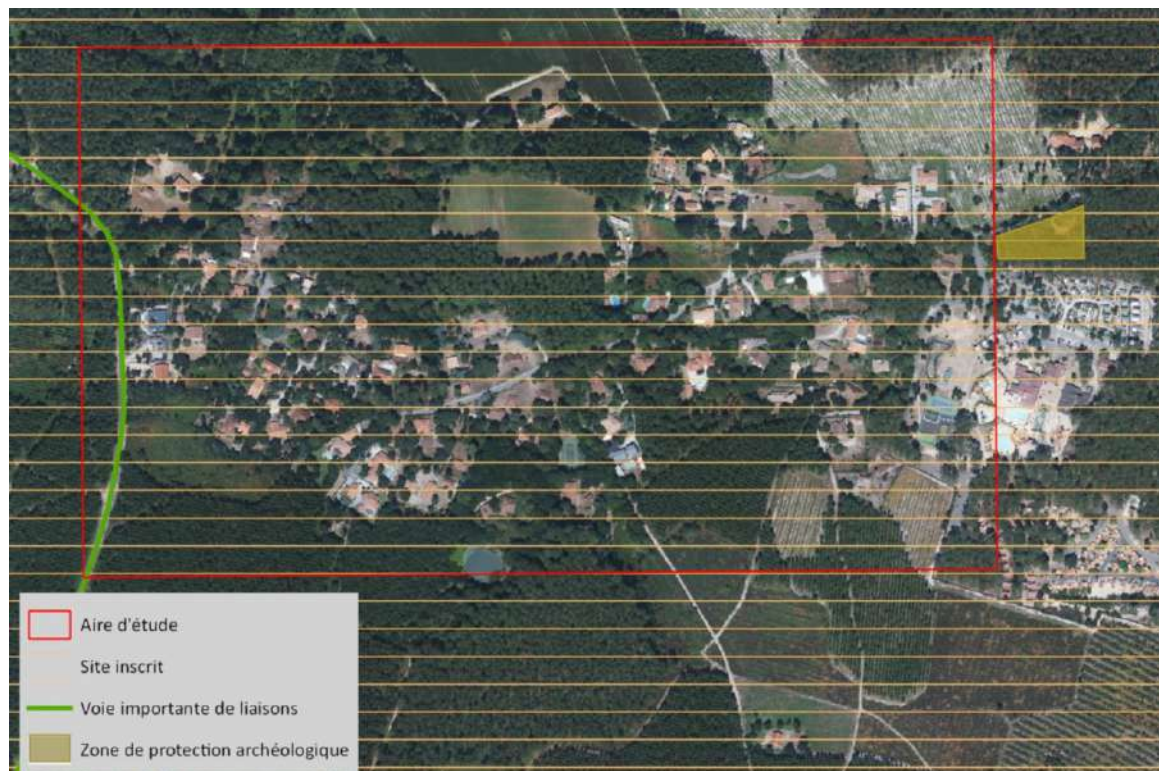 Aire d'étude
Site inscrit
Voie importante de liaisons
Zone de protection archéologique